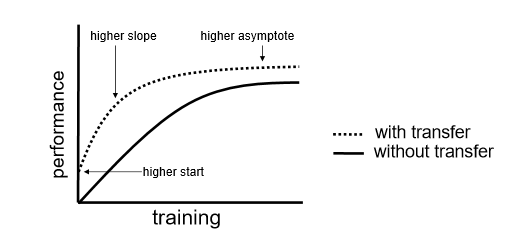 higher slope
higher asymptote
performance
higher start
training
with transfer
without transfer